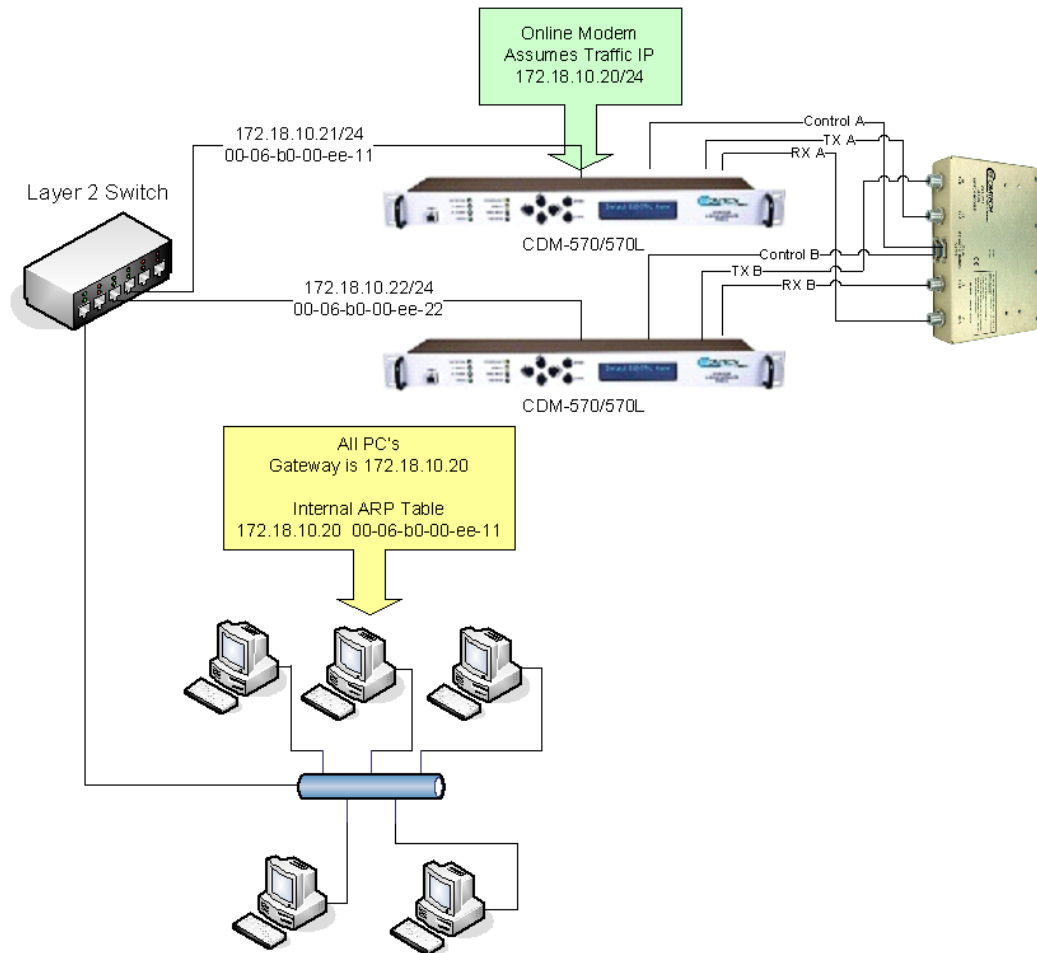 Online Modem
Assumes Traffic IP
172.18.10.20/24
172.18.10.21/24
00-06-b0-00-ee-11
Control A
TX A
RX A
Layer 2 Switch
CDM-570/570L
Control B
TX B
RX B
172.18.10.22/24
00-06-b0-00-ee-22
CDM-570/570L
All PC's
Gateway is 172.18.10.20
Internal ARP Table
172.18.10.20 00-06-b0-00-ee-11